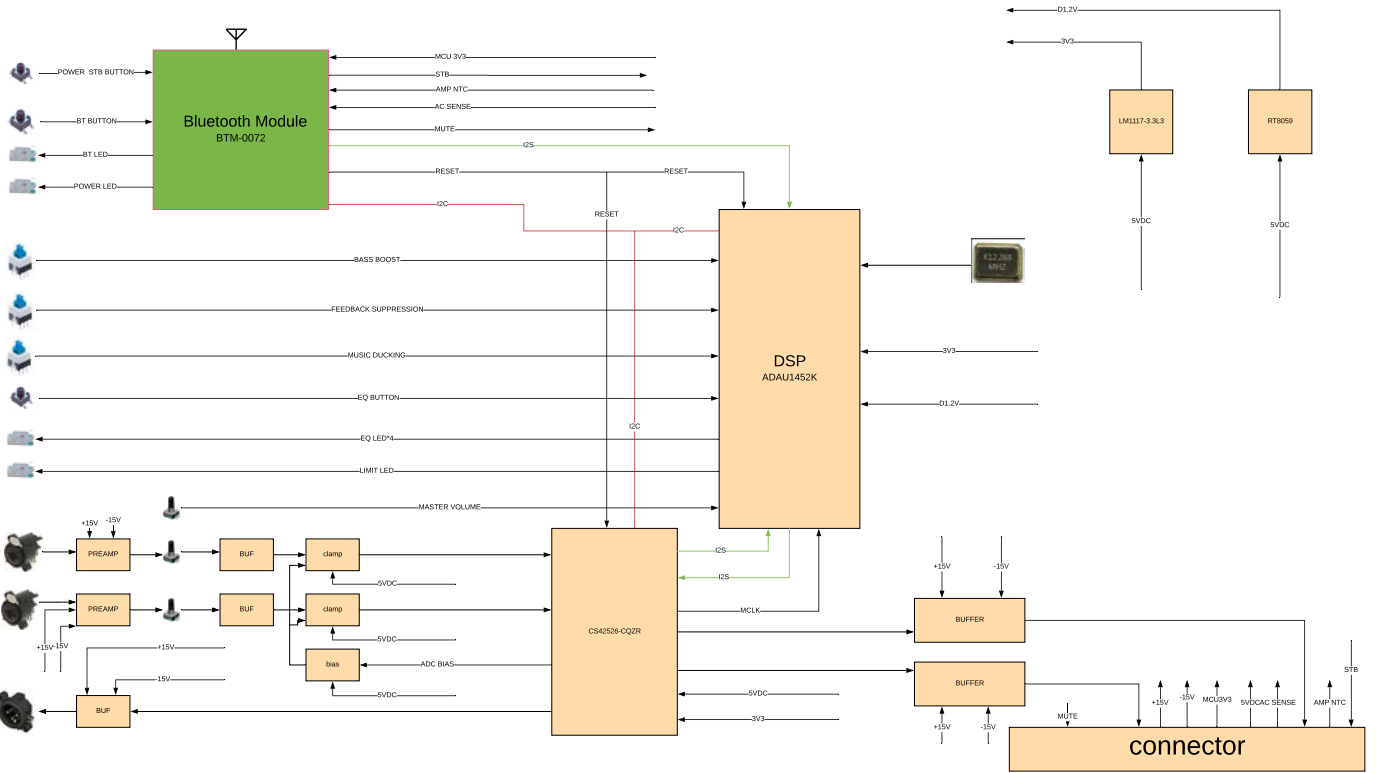 D1.2V
3V3
MCU 3V3
POWER STB BUTTON
STB
AMP NTC
AC SENSE
Bluetooth Module
BTM-0072
BT BUTTON
MUTE
LM1117-3.3L3
RT8059
I2S
BT LED
RESET
RESET
POWER LED
I2C
RESET
5VDC
5VDC
I2C
BASS BOOST
K12.288
MHZ
FEEDBACK SUPPRESSION
MUSIC DUCKING
3V3
DSP
ADAU1452K
EQ BUTTON
D1.2V
I2C
EQ LED*4
LIMIT LED
MASTER VOLUME
+15V
-15V
PREAMP
BUF
clamp
I2S
5VDC
I2S
+15V
-15V
PREAMP
BUF
clamp
MCLK
BUFFER
CS42526-CQZR
5VDC
+15V
-15V
+15V
bias
ADC BIAS
STB
-15V
BUFFER
5VDC
5VDC
+15V
-15V
MCU3V3
5VDC
AC SENSE
AMP NTC
BUF
MUTE
3V3
+15V
-15V
connector